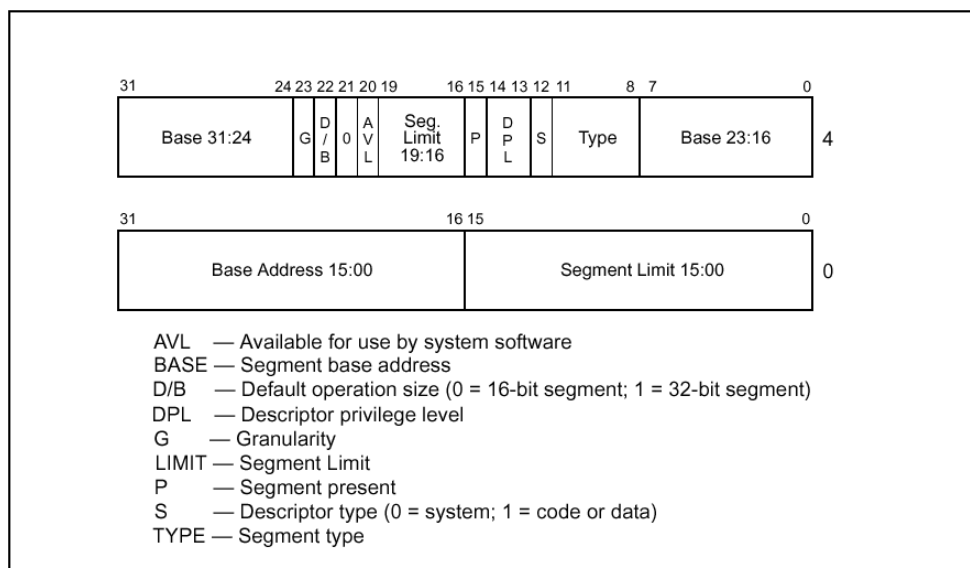 31 24 23 22 21 20 19 16 15 14 13 12 11 8 7 0
Base 31:24 G D/B 0 AVL Seg. Limit 19:16 P DPL S Type Base 23:16 4
31 16 15 0
Base Address 15:00 Segment Limit 15:00 0
AVL — Available for use by system software
BASE — Segment base address
D/B — Default operation size (0 = 16-bit segment; 1 = 32-bit segment)
DPL — Descriptor privilege level
G — Granularity
LIMIT — Segment Limit
P — Segment present
S — Descriptor type (0 = system; 1 = code or data)
TYPE — Segment type